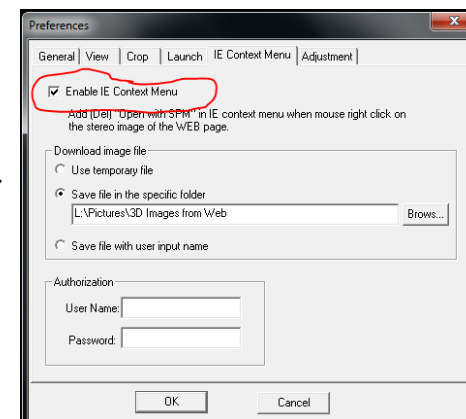 Preferences
General View Crop Launch IE Context Menu Adjustment
Enable IE Context Menu
Add (Del) "Open with SPM" in IE context menu when mouse right click on
the stereo image of the WEB page.
Download image file
Use temporary file
Save file in the specific folder
L:\Pictures\3D Images from Web Brows...
Save file with user input name
Authorization
User Name:
Password:
OK Cancel